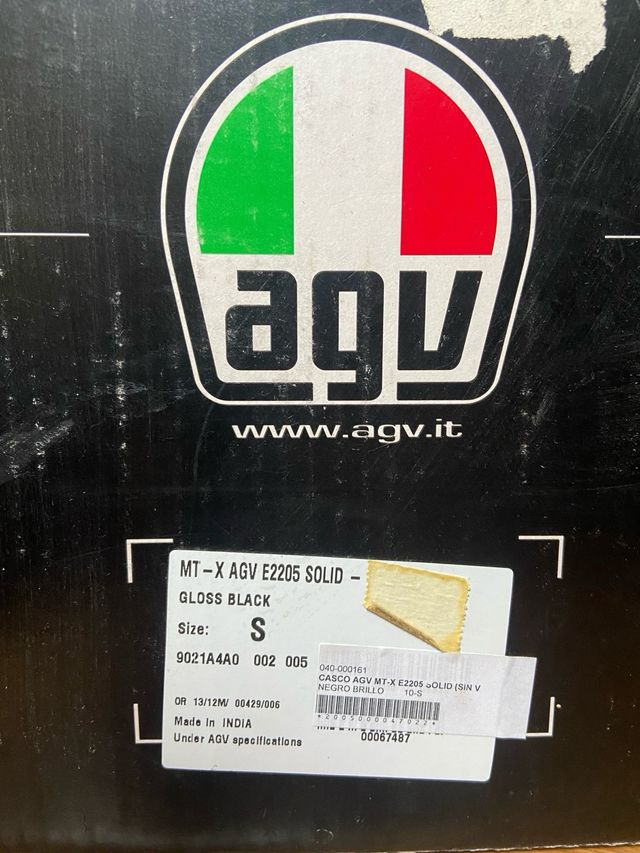 agv
www.agv.it
MT-X AGV E2205 SOLID -
GLOSS BLACK
Size: S
9021A4A0 002 005
040-000161
CASCO AGV MT-X E2205 SOLID (SIN V
NEGRO BRILLO 10-S
*2005000047022*
OR 13/12M/ 00429/006
Made in INDIA
Under AGV specifications
00067487